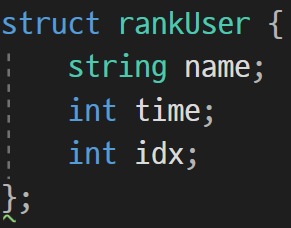 struct rankUser {
    string name;
    int time;
    int idx;
};